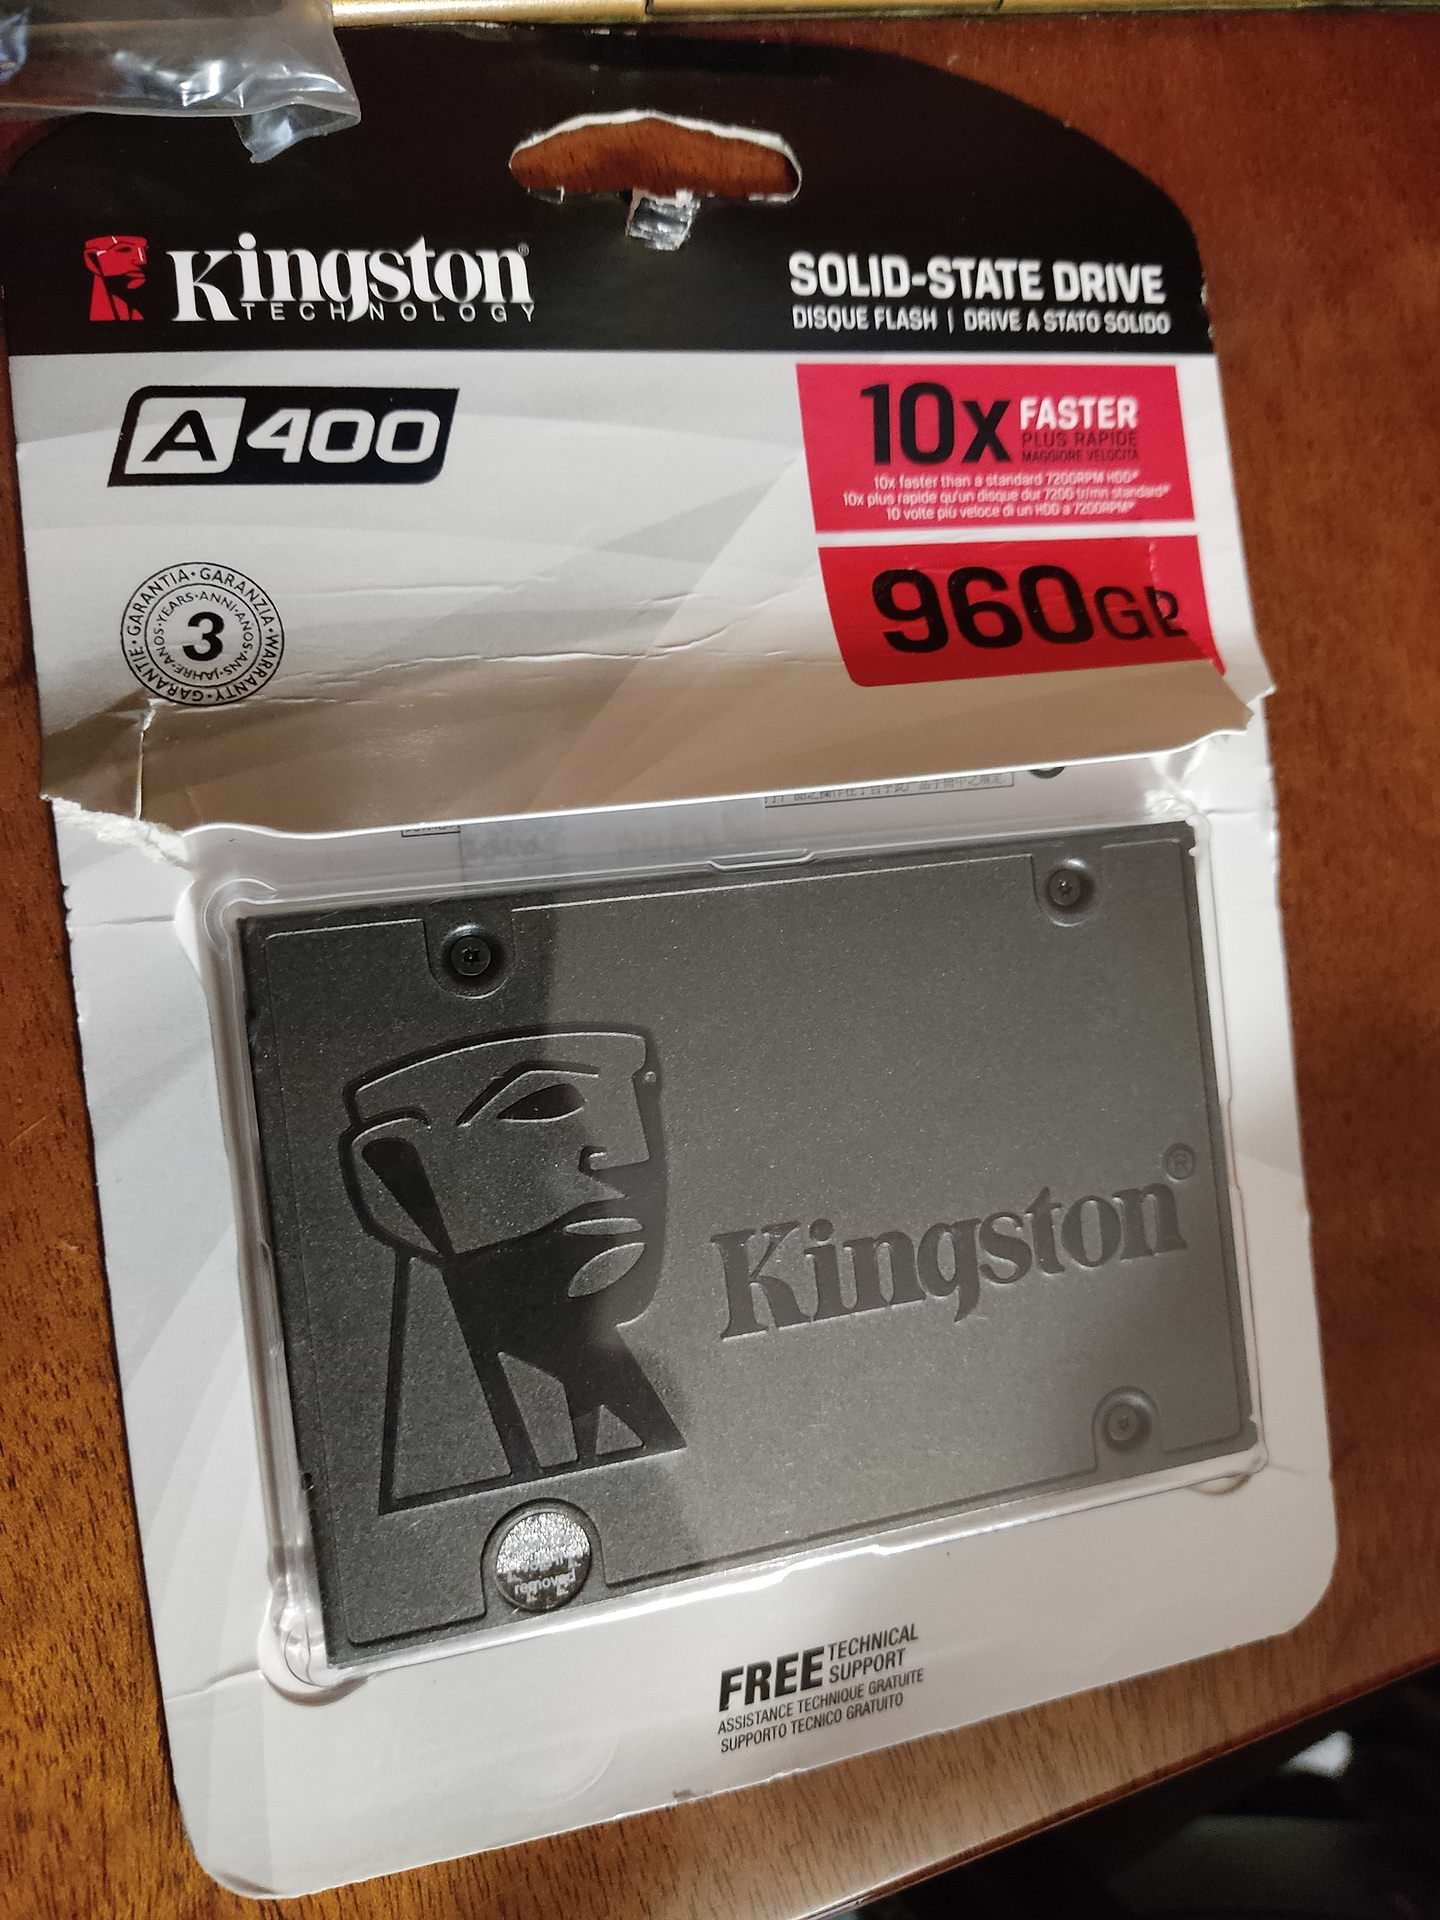 Kingston®
TECHNOLOGY
SOLID-STATE DRIVE
DISQUE FLASH | DRIVE A STATO SOLIDO
A400
10x FASTER
PLUS RAPIDE
MAGGIORE VELOCITÀ
10x faster than a standard 7200RPM HDD*
10x plus rapide qu'un disque dur 7200 tr/mn standard*
10 volte più veloce di un HDD a 7200RPM*
960GB
GARANTIA·GARANZIA·WARRANTY·GARANTIE·
YEARS·ANNI·AÑOS·ANS·JAHRE·ANOS·
3
Kingston®
removed
FREE TECHNICAL
SUPPORT
ASSISTANCE TECHNIQUE GRATUITE
SUPPORTO TECNICO GRATUITO